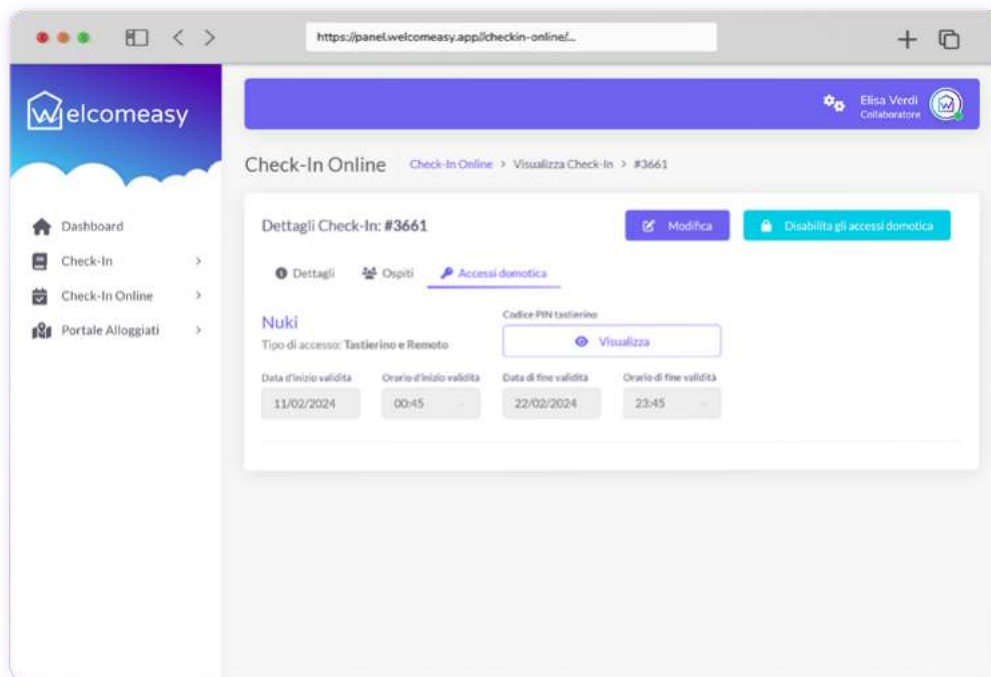 https://panel.welcomeasy.app//checkin-online/...
Welcomeasy
Elisa Verdi
Collaboratore
Check-In Online
Check-In Online > Visualizza Check-In > #3661
Dashboard
Check-In
Check-In Online
Portale Alloggiati
Dettagli Check-In: #3661
Modifica
Disabilita gli accessi domotica
Dettagli
Ospiti
Accessi domotica
Nuki
Tipo di accesso: Tastierino e Remoto
Codice PIN tastierino
Visualizza
Data d'inizio validità
Orario d'inizio validità
Data di fine validità
Orario di fine validità
11/02/2024
00:45
22/02/2024
23:45